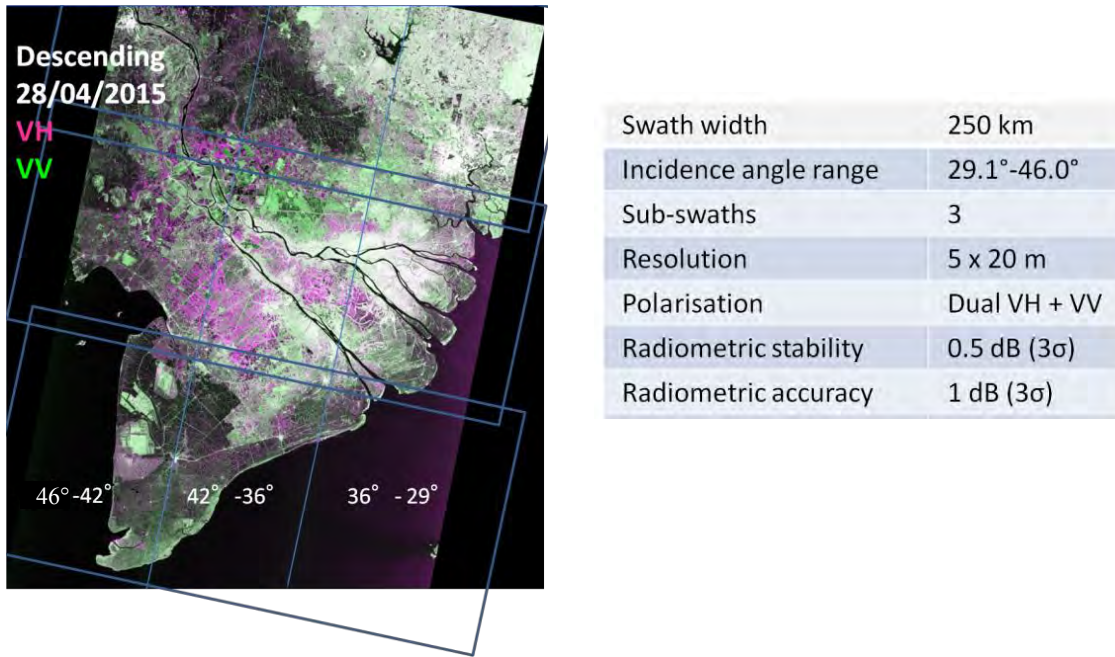 Descending
28/04/2015
VH
VV
46° -42° 42° -36° 36° - 29°
Swath width 250 km
Incidence angle range 29.1°-46.0°
Sub-swaths 3
Resolution 5 x 20 m
Polarisation Dual VH + VV
Radiometric stability 0.5 dB (3σ)
Radiometric accuracy 1 dB (3σ)